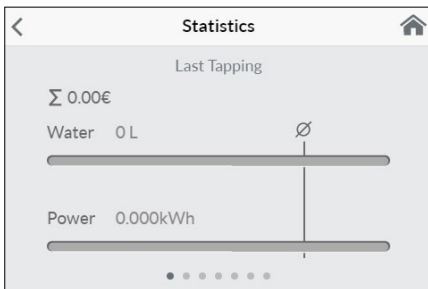 Statistics
Last Tapping
Σ 0.00€
Water 0 L Ø
Power 0.000kWh